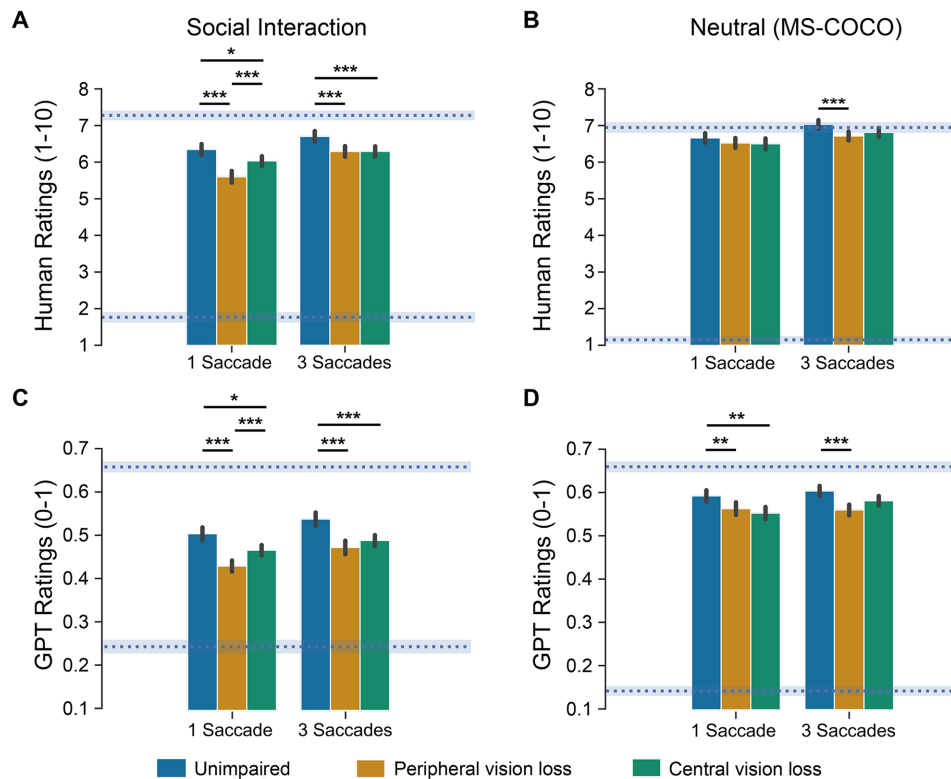 A
Social Interaction
Human Ratings (1-10)
8
7
6
5
4
3
2
1
*
***
***
***
***
1 Saccade
3 Saccades
B
Neutral (MS-COCO)
Human Ratings (1-10)
8
7
6
5
4
3
2
1
***
1 Saccade
3 Saccades
C
GPT Ratings (0-1)
0.7
0.6
0.5
0.4
0.3
0.2
0.1
*
***
***
***
***
1 Saccade
3 Saccades
D
GPT Ratings (0-1)
0.7
0.6
0.5
0.4
0.3
0.2
0.1
**
**
***
1 Saccade
3 Saccades
Unimpaired
Peripheral vision loss
Central vision loss